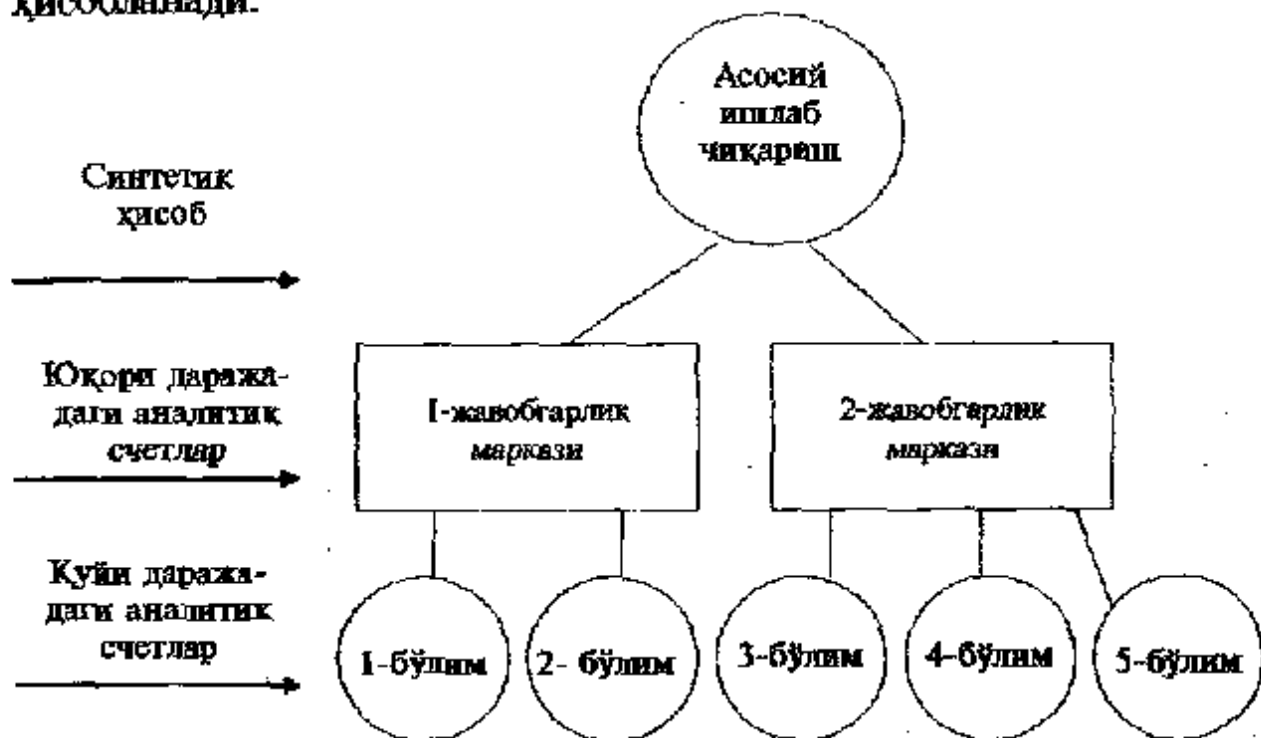 ҳисобланади.
Асосий
ишлаб
чиқариш
Синтетик
ҳисоб
Юқори даража-
даги аналитик
счетлар
1-жавобгарлик
маркази
2-жавобгарлик
маркази
Қуйи даража-
даги аналитик
счетлар
1-бўлим
2- бўлим
3-бўлим
4-бўлим
5-бўлим